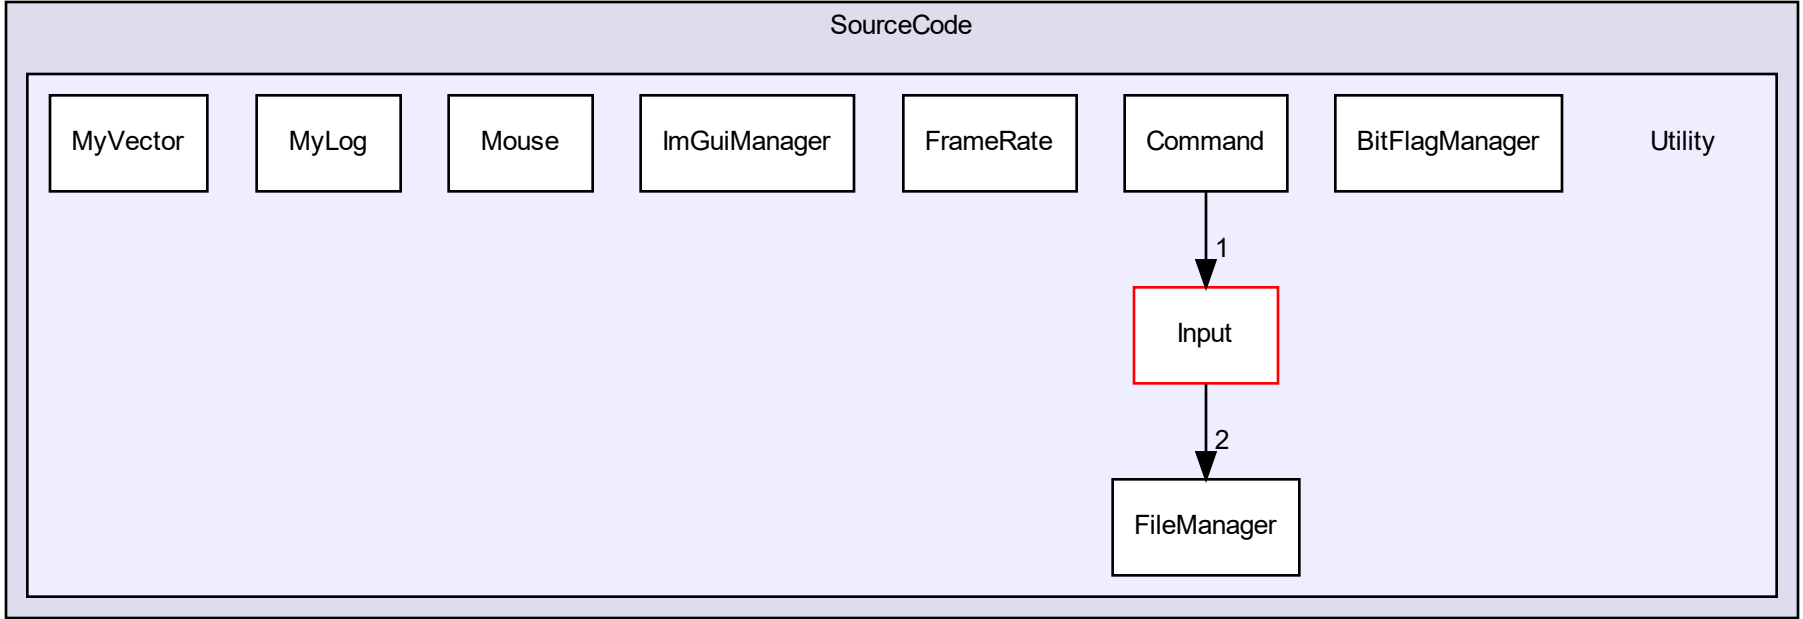 SourceCode
MyVector
MyLog
Mouse
ImGuiManager
FrameRate
Command
BitFlagManager
Utility
1
Input
2
FileManager